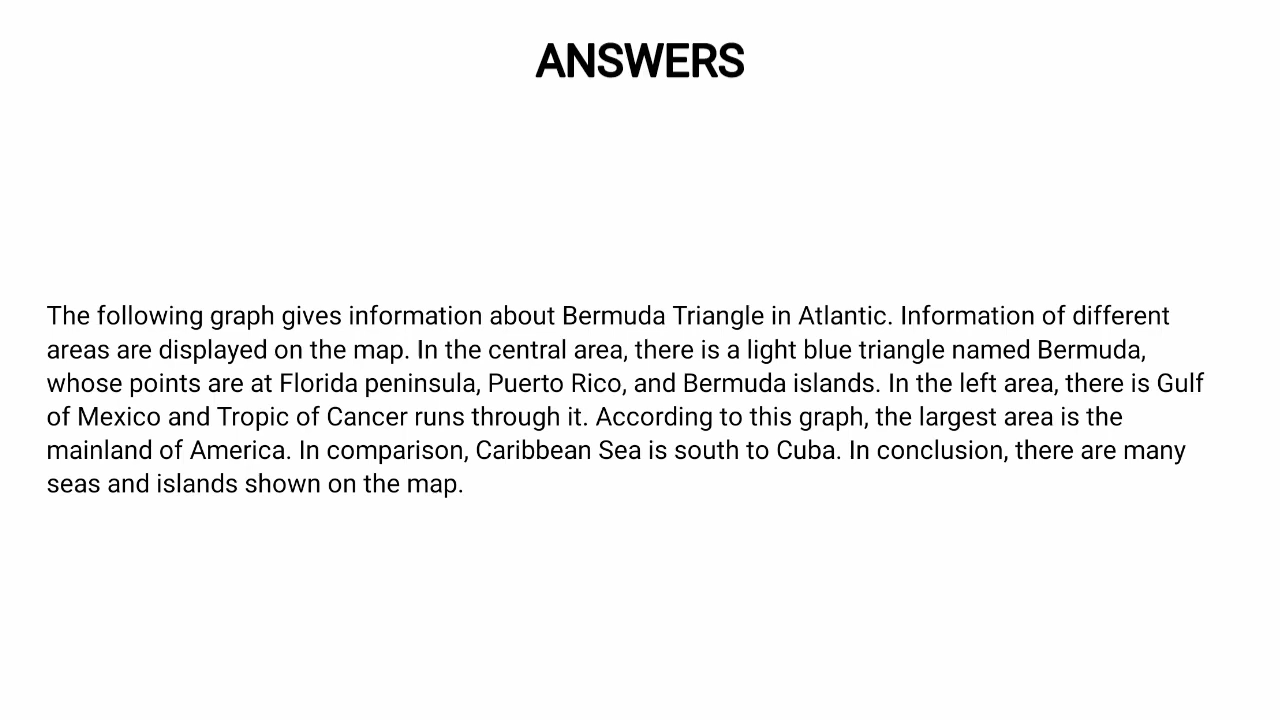 ANSWERS
The following graph gives information about Bermuda Triangle in Atlantic. Information of different
areas are displayed on the map. In the central area, there is a light blue triangle named Bermuda,
whose points are at Florida peninsula, Puerto Rico, and Bermuda islands. In the left area, there is Gulf
of Mexico and Tropic of Cancer runs through it. According to this graph, the largest area is the
mainland of America. In comparison, Caribbean Sea is south to Cuba. In conclusion, there are many
seas and islands shown on the map.